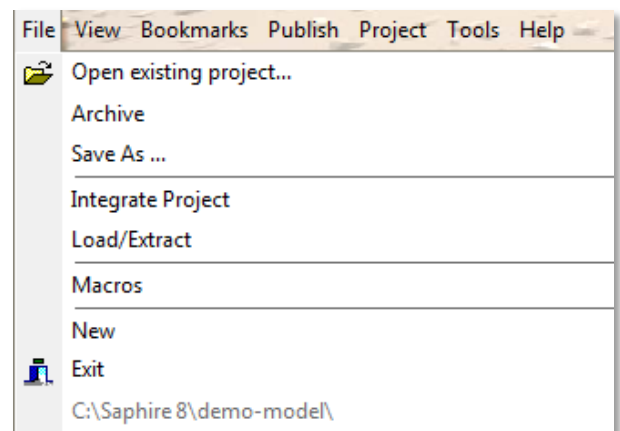 File View Bookmarks Publish Project Tools Help
Open existing project...
Archive
Save As ...
Integrate Project
Load/Extract
Macros
New
Exit
C:\Saphire 8\demo-model\